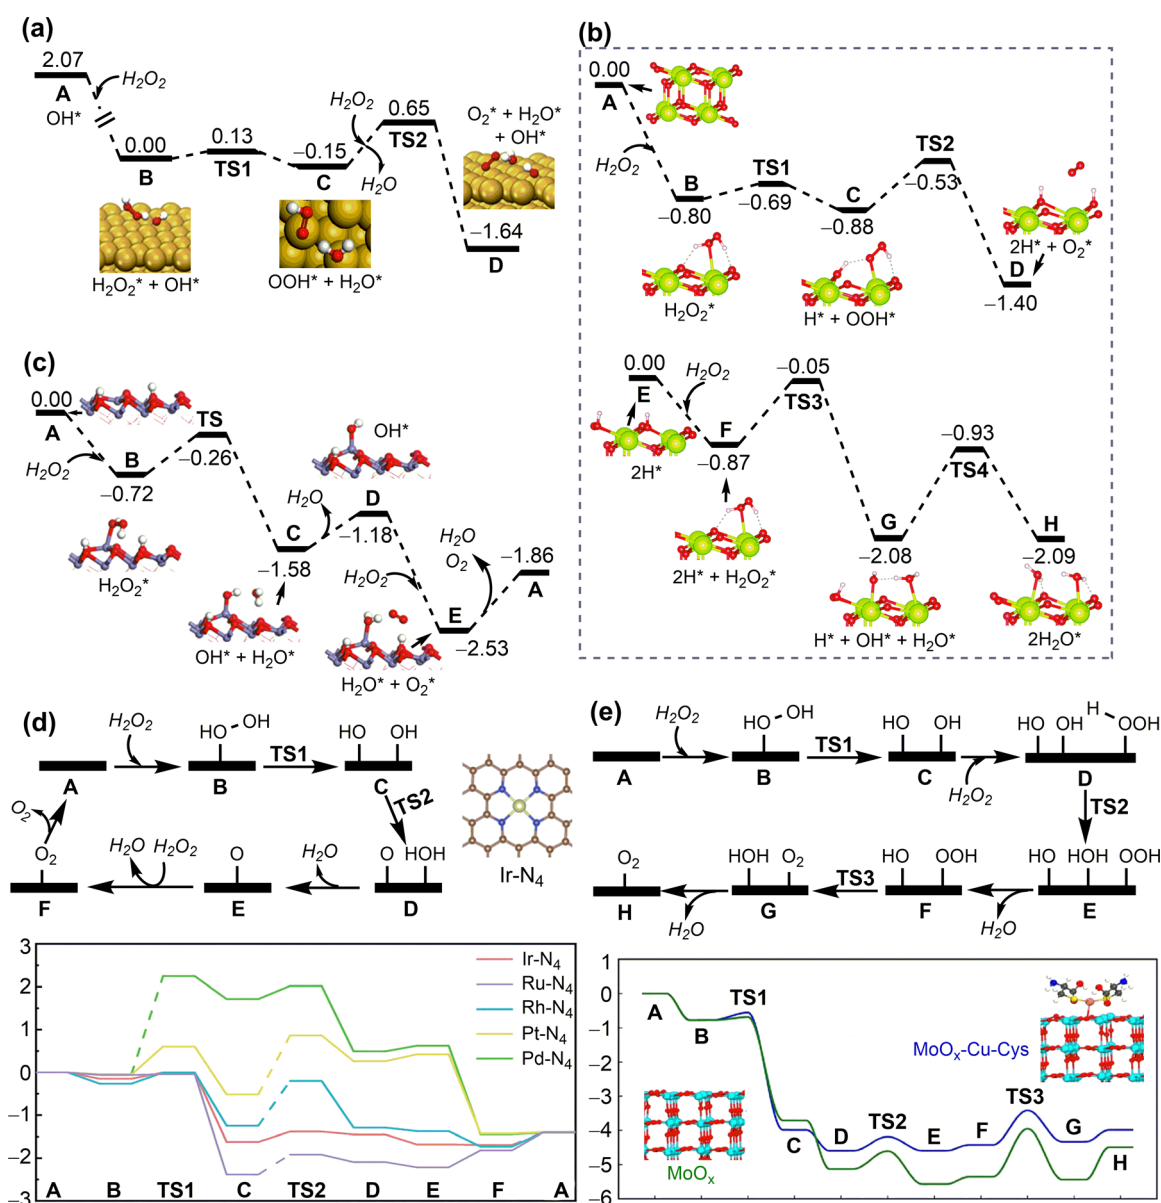 (a)
2.07
A
H₂O₂
OH*
0.00
B
0.13
TS1
−0.15
C
H₂O₂
H₂O
0.65
TS2
O₂* + H₂O*
+ OH*
−1.64
D
H₂O₂* + OH*
OOH* + H₂O*
(b)
0.00
A
H₂O₂
B
−0.80
TS1
−0.69
C
−0.88
TS2
−0.53
2H* + O₂*
D
−1.40
H₂O₂*
H* + OOH*
0.00
E
H₂O₂
2H*
F
−0.87
2H* + H₂O₂*
−0.05
TS3
G
−2.08
H* + OH* + H₂O*
−0.93
TS4
H
−2.09
2H₂O*
(c)
0.00
A
H₂O₂
B
−0.72
H₂O₂*
TS
−0.26
C
−1.58
OH* + H₂O*
H₂O
OH*
D
−1.18
H₂O₂
E
−2.53
H₂O* + O₂*
H₂O
O₂
−1.86
A
(d)
A
H₂O₂
HO
OH
B
TS1
HO OH
C
TS2
O HOH
D
H₂O
O
E
H₂O H₂O₂
O₂
F
O₂
Ir-N₄
3
2
1
0
−1
−2
−3
Ir-N₄
Ru-N₄
Rh-N₄
Pt-N₄
Pd-N₄
A B TS1 C TS2 D E F A
(e)
A
H₂O₂
HO
OH
B
TS1
HO OH
C
H₂O₂
HO OH H OOH
D
TS2
HO HOH OOH
E
H₂O
HO OOH
F
TS3
HOH O₂
G
H₂O
O₂
H
1
0
−1
−2
−3
−4
−5
−6
A
B
TS1
C
D
TS2
E
F
TS3
G
H
MoOₓ-Cu-Cys
MoOₓ